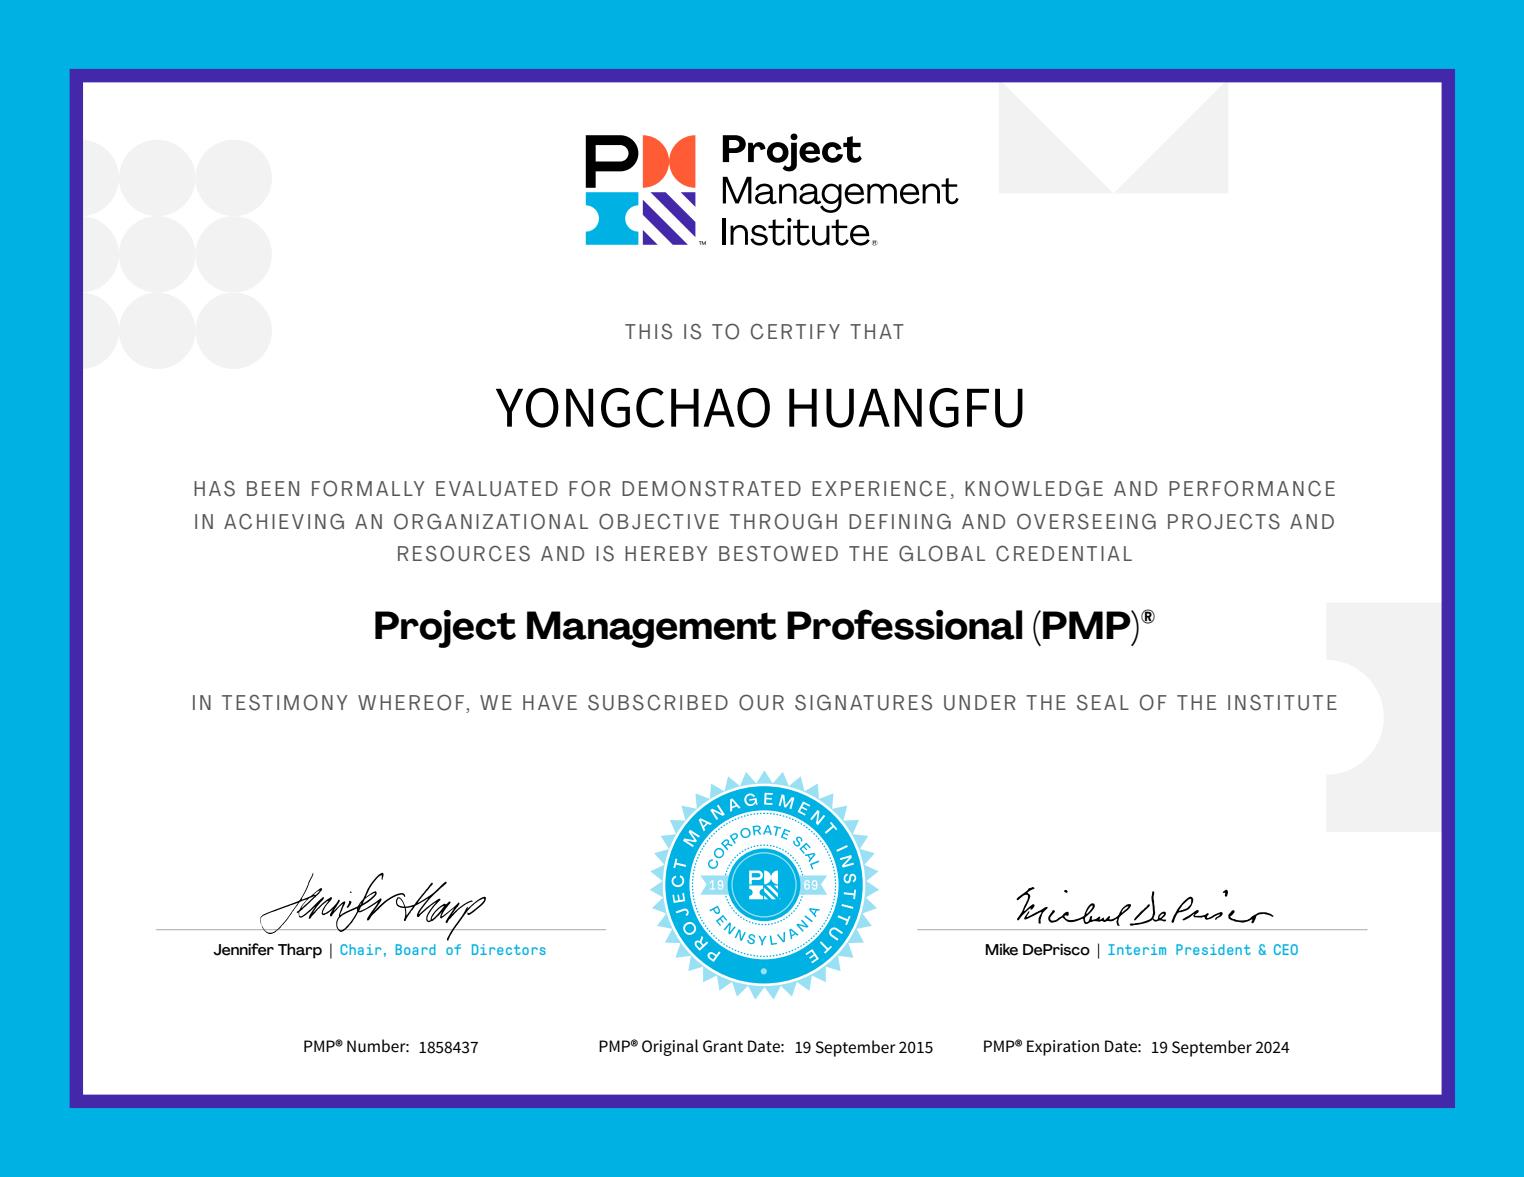 PM
Project
Management
Institute®
™
THIS IS TO CERTIFY THAT
YONGCHAO HUANGFU
HAS BEEN FORMALLY EVALUATED FOR DEMONSTRATED EXPERIENCE, KNOWLEDGE AND PERFORMANCE
IN ACHIEVING AN ORGANIZATIONAL OBJECTIVE THROUGH DEFINING AND OVERSEEING PROJECTS AND
RESOURCES AND IS HEREBY BESTOWED THE GLOBAL CREDENTIAL
Project Management Professional (PMP)®
IN TESTIMONY WHEREOF, WE HAVE SUBSCRIBED OUR SIGNATURES UNDER THE SEAL OF THE INSTITUTE
PROJECT MANAGEMENT INSTITUTE
CORPORATE SEAL
19 69
PENNSYLVANIA
Jennifer Tharp
Michael DePrisco
Jennifer Tharp | Chair, Board of Directors
Mike DePrisco | Interim President & CEO
PMP® Number: 1858437
PMP® Original Grant Date: 19 September 2015
PMP® Expiration Date: 19 September 2024